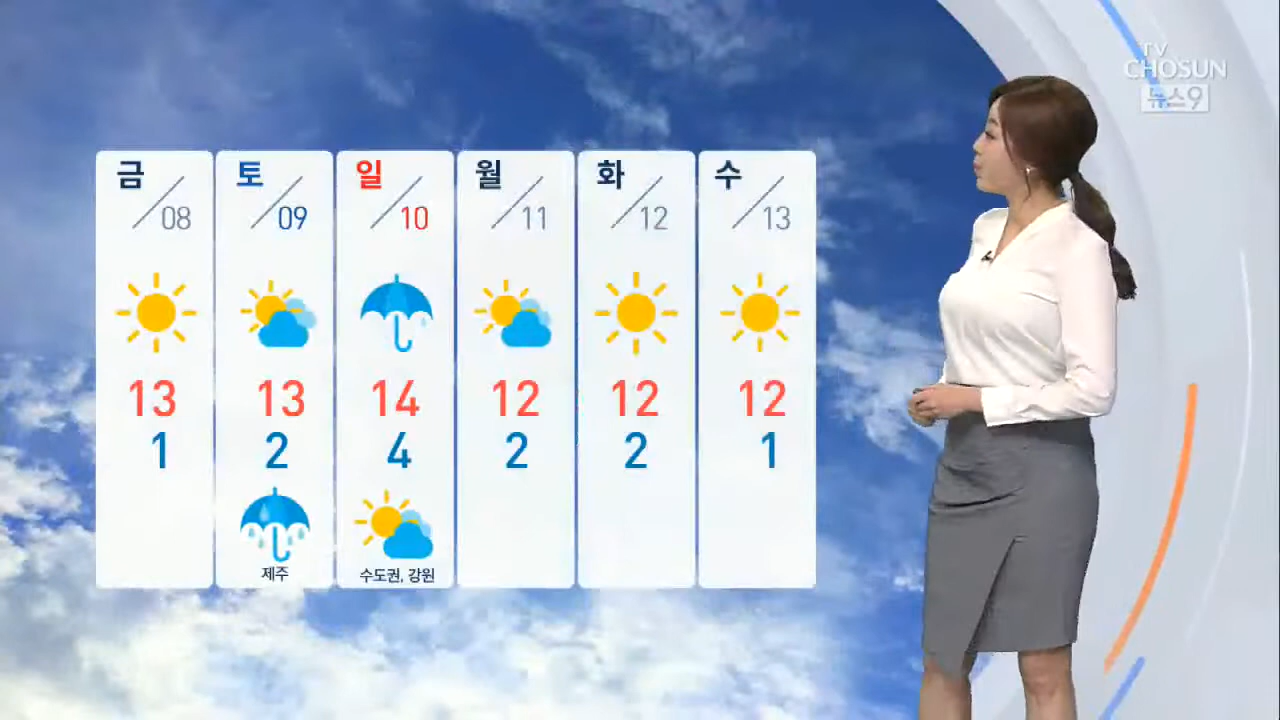 TV
CHOSUN
뉴스9
금 토 일 월 화 수
08 09 10 11 12 13
13 13 14 12 12 12
1 2 4 2 2 1
제주 수도권, 강원